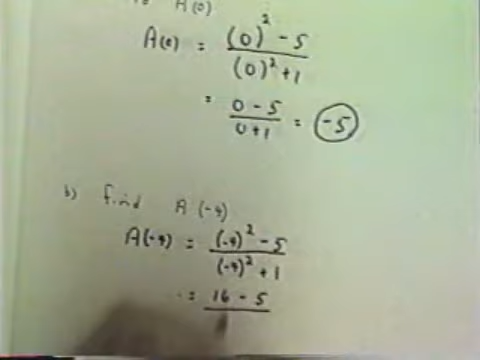 A(0)
A(0) = (0)² - 5
(0)² + 1
= 0 - 5 = -5
0 + 1
b) find A(-4)
A(-4) = (-4)² - 5
(-4)² + 1
= 16 - 5